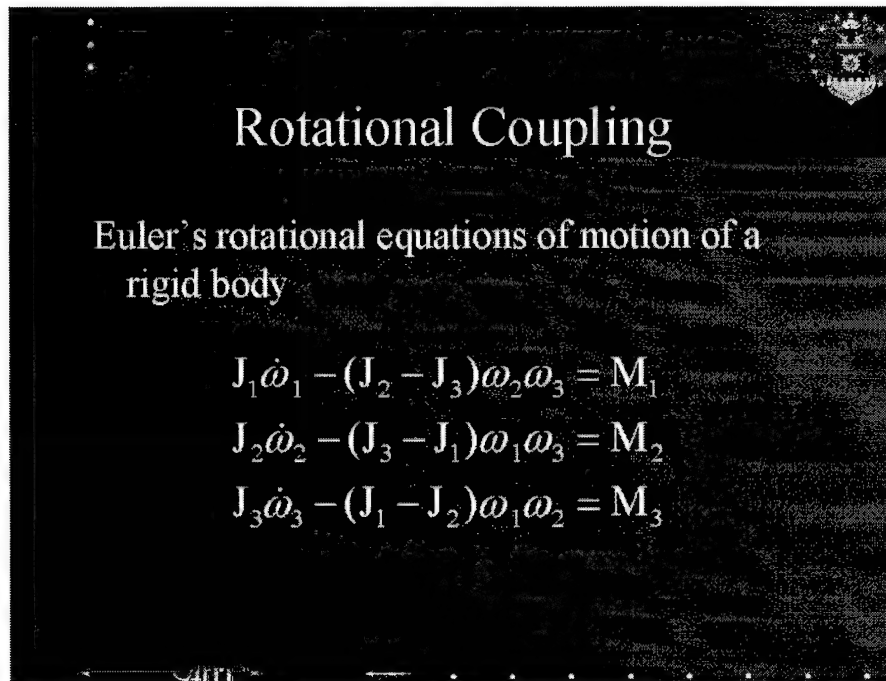 Rotational Coupling
Euler's rotational equations of motion of a
rigid body
J₁ω̇₁ − (J₂ − J₃)ω₂ω₃ = M₁
J₂ω̇₂ − (J₃ − J₁)ω₁ω₃ = M₂
J₃ω̇₃ − (J₁ − J₂)ω₁ω₂ = M₃